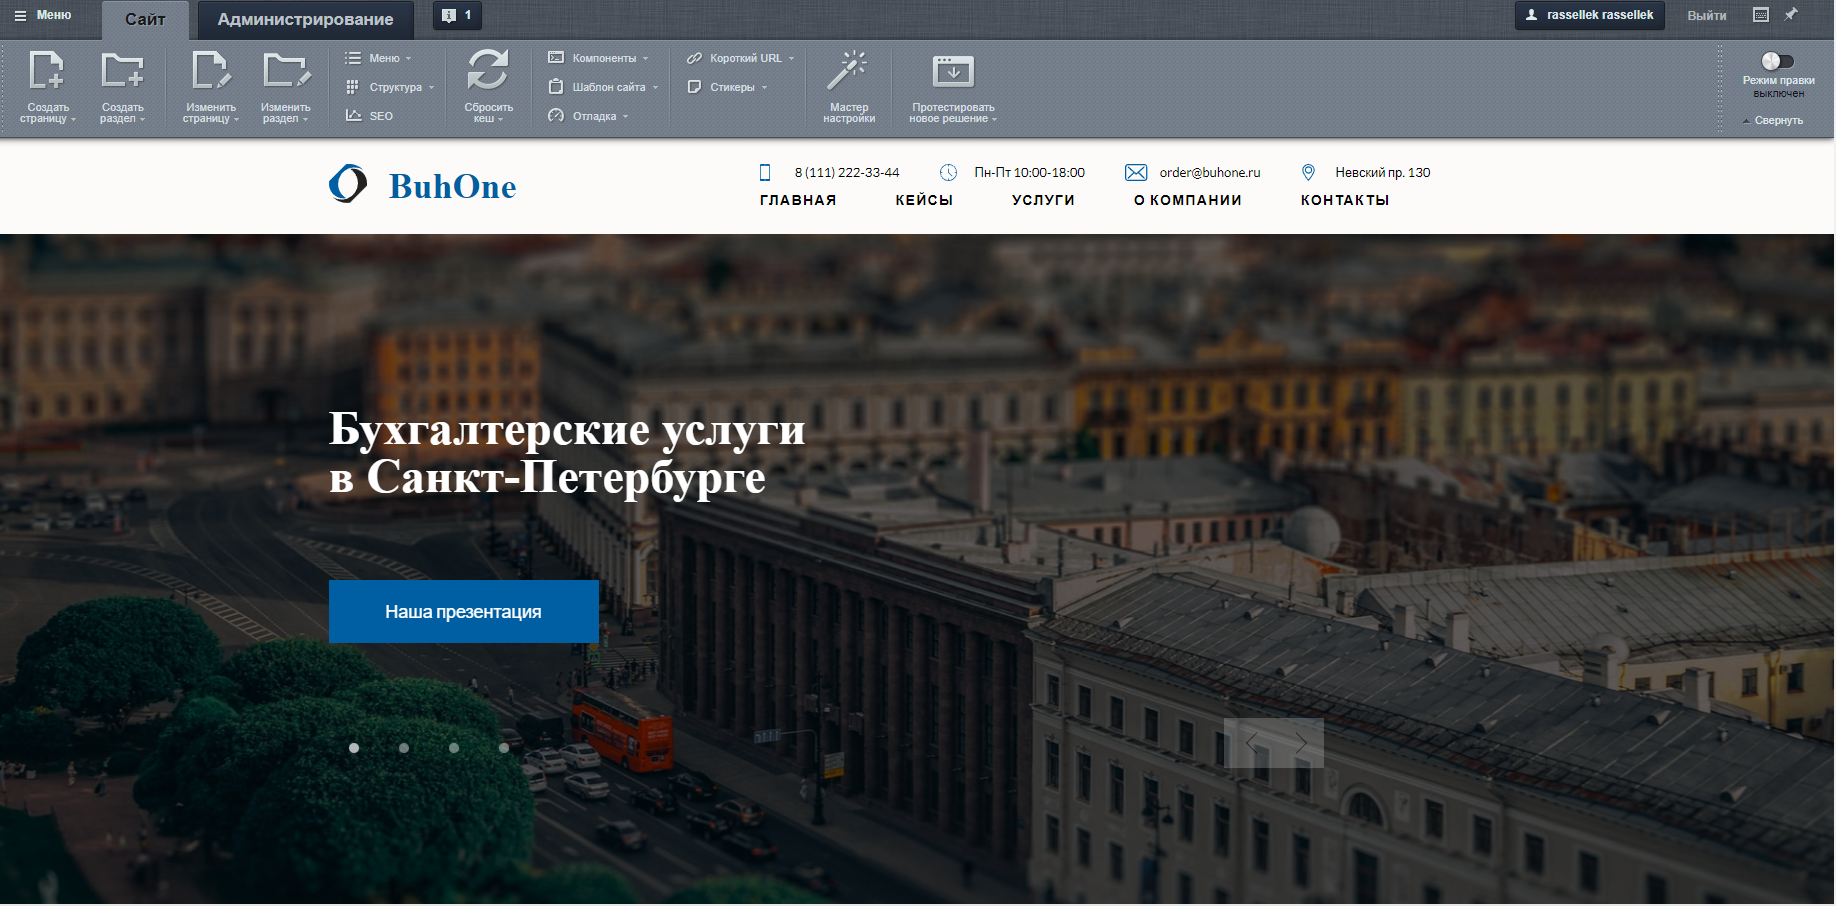 Меню
Сайт
Администрирование
1
rassellek rassellek
Выйти
Создать страницу
Создать раздел
Изменить страницу
Изменить раздел
Меню
Структура
SEO
Сбросить кеш
Компоненты
Шаблон сайта
Отладка
Короткий URL
Стикеры
Мастер настройки
Протестировать новое решение
Режим правки
выключен
Свернуть
BuhOne
8 (111) 222-33-44
Пн-Пт 10:00-18:00
order@buhone.ru
Невский пр. 130
ГЛАВНАЯ
КЕЙСЫ
УСЛУГИ
О КОМПАНИИ
КОНТАКТЫ
Бухгалтерские услуги
в Санкт-Петербурге
Наша презентация